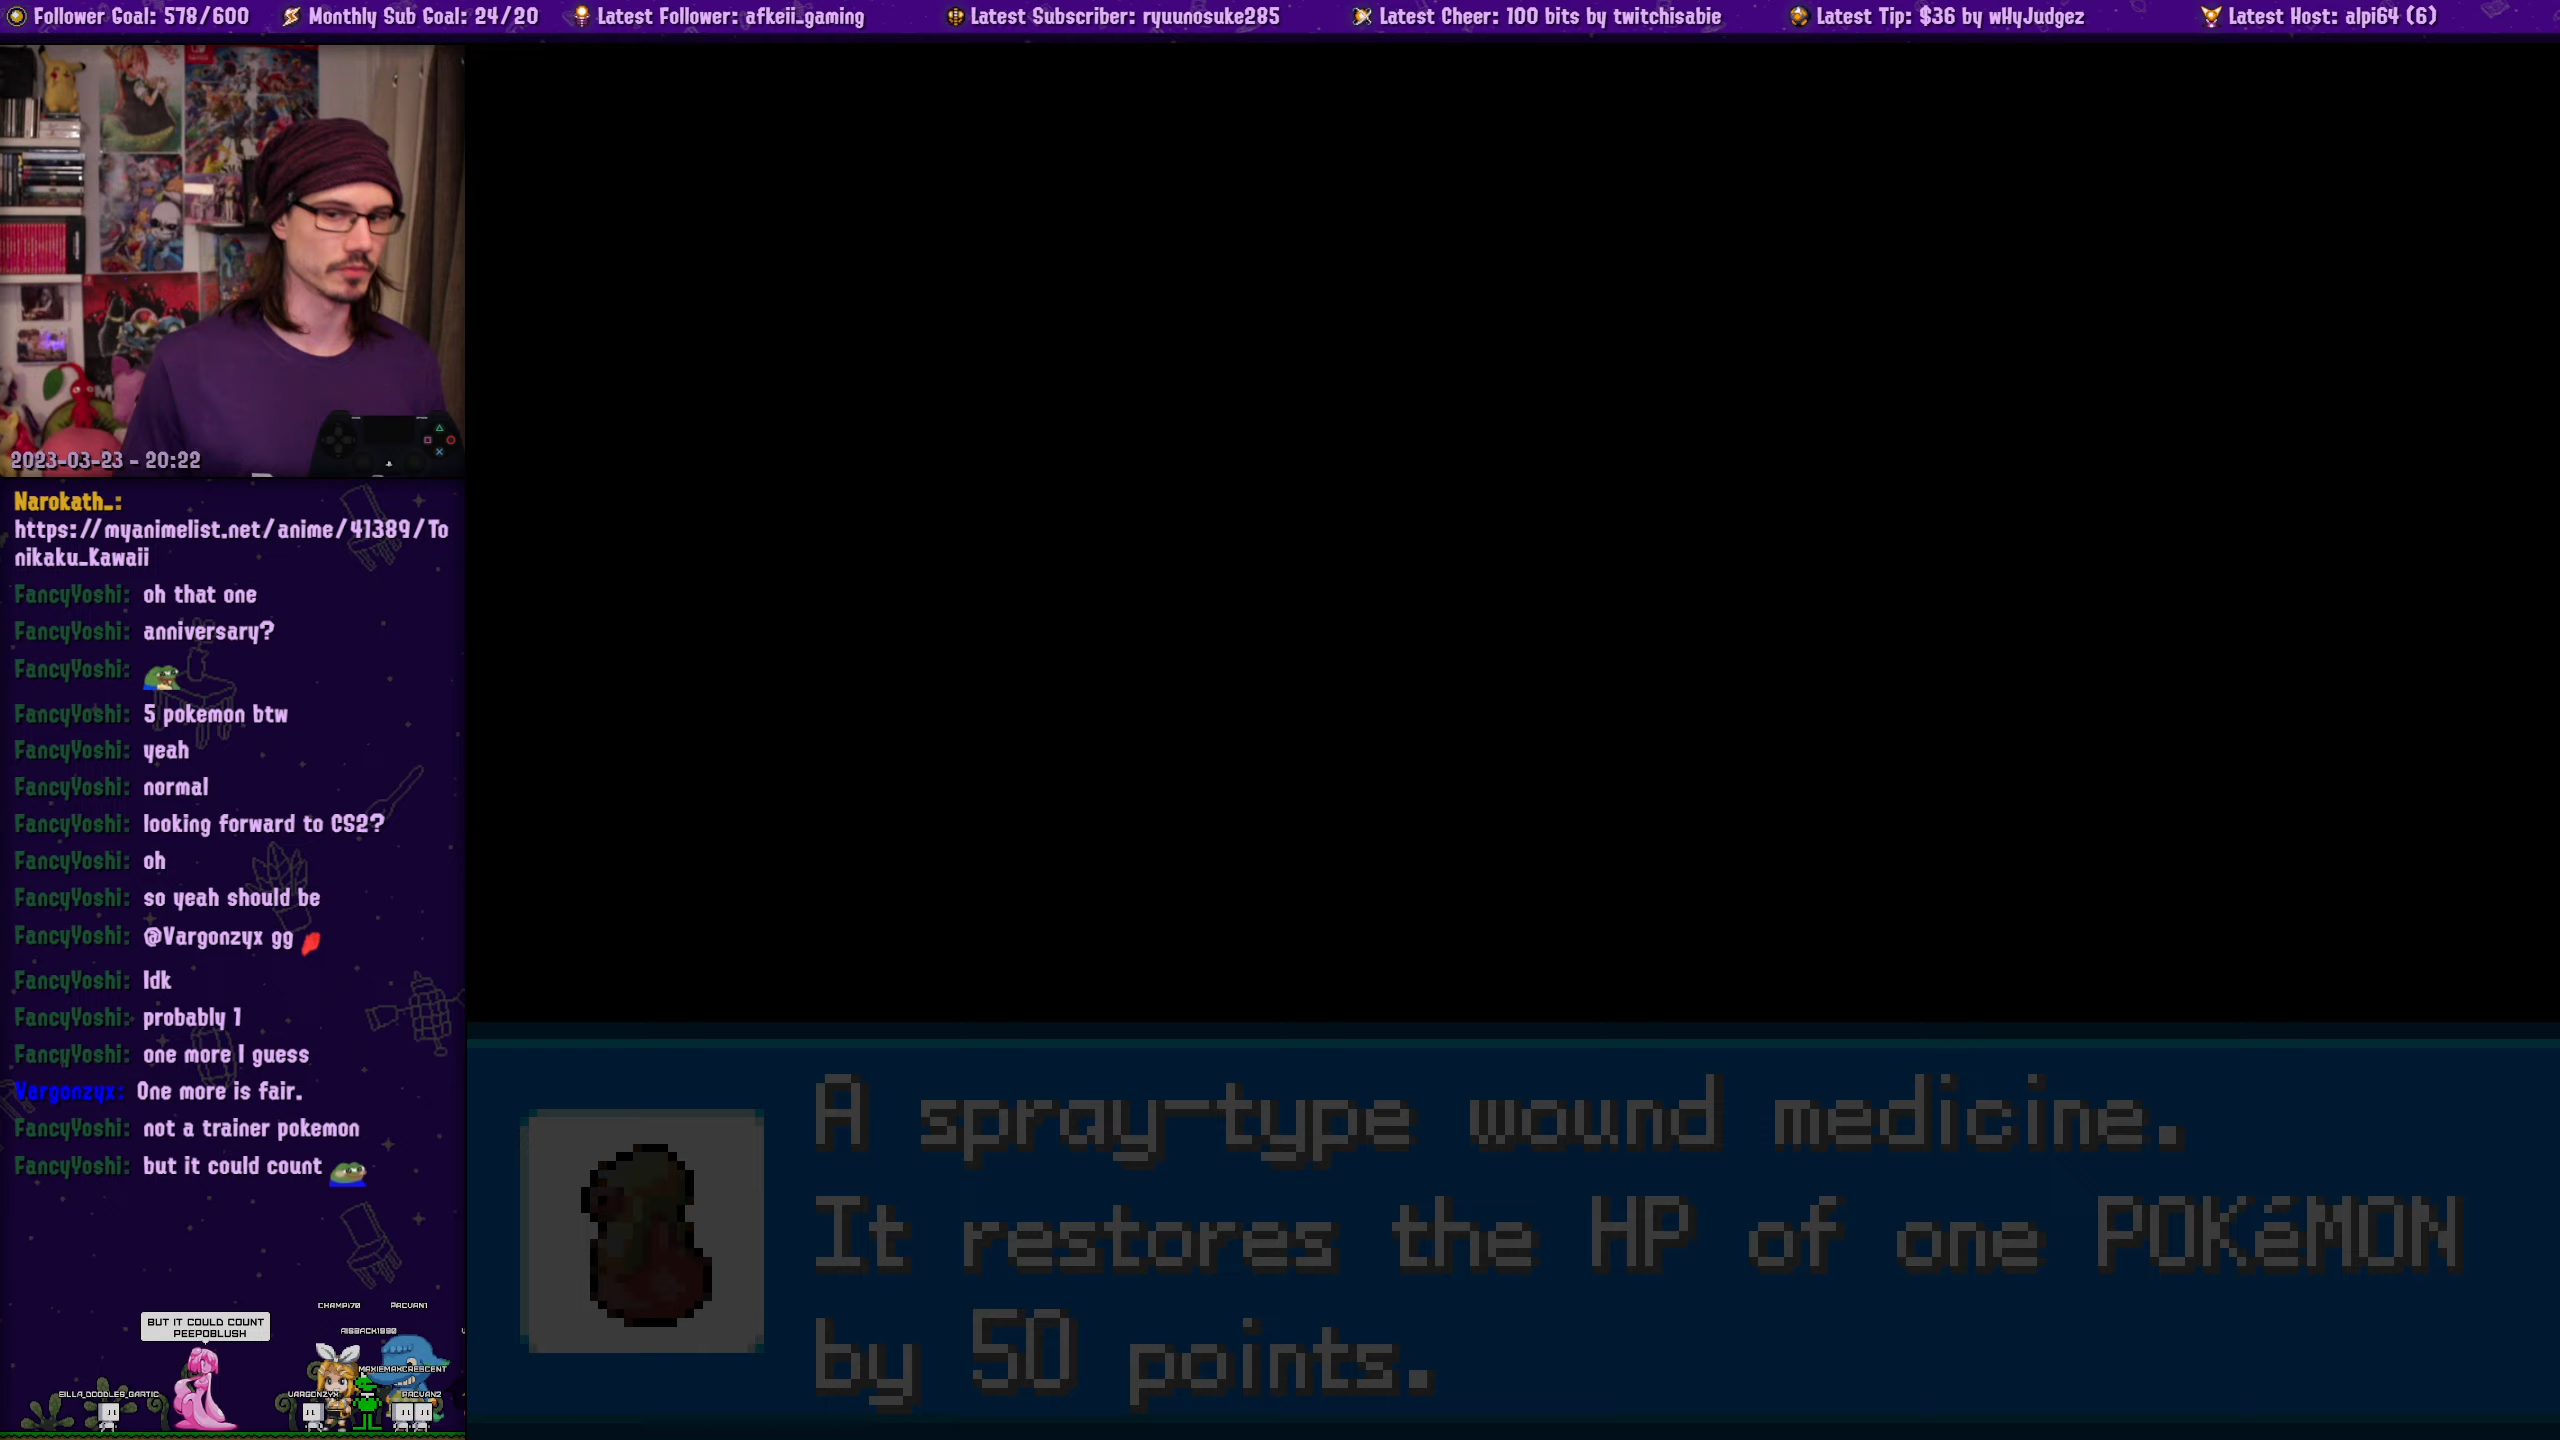 Follower Goal: 578/600 Monthly Sub Goal: 24/20 Latest Follower: afkeii_gaming Latest Subscriber: ryuunosuke285 Latest Cheer: 100 bits by twitchisabie Latest Tip: $36 by wHyJudgez Latest Host: alpi64 (6)
2023-03-23 - 20:22
Narokath_:
https://myanimelist.net/anime/41389/To
nikaku_Kawaii
FancyYoshi: oh that one
FancyYoshi: anniversary?
FancyYoshi:
FancyYoshi: 5 pokemon btw
FancyYoshi: yeah
FancyYoshi: normal
FancyYoshi: looking forward to CS2?
FancyYoshi: oh
FancyYoshi: so yeah should be
FancyYoshi: @Vargonzyx gg
FancyYoshi: Idk
FancyYoshi: probably 1
FancyYoshi: one more I guess
Vargonzyx: One more is fair.
FancyYoshi: not a trainer pokemon
FancyYoshi: but it could count
CHAMPI70 PACVAN1
BUT IT COULD COUNT
PEEPOBLUSH
MAXIEMAXCRESCENT
BILLA_DOODLES_GARTIC VARGONZYX PACVAN2
A spray-type wound medicine.
It restores the HP of one POKéMON
by 50 points.